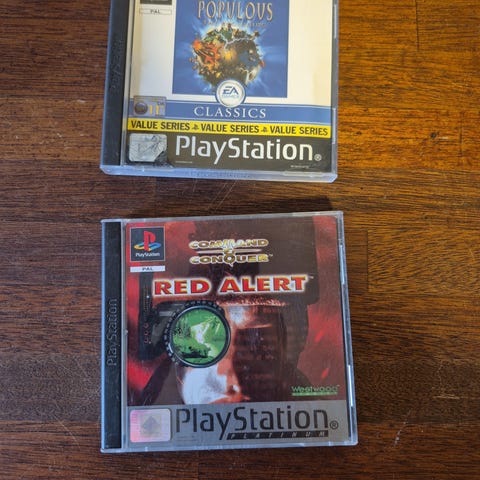 PAL
POPULOUS
EA
CLASSICS
VALUE SERIES VALUE SERIES VALUE SERIES
PlayStation
PlayStation
PAL
COMMAND
CONQUER
RED ALERT
Westwood
PlayStation
PlayStation
PLATINUM